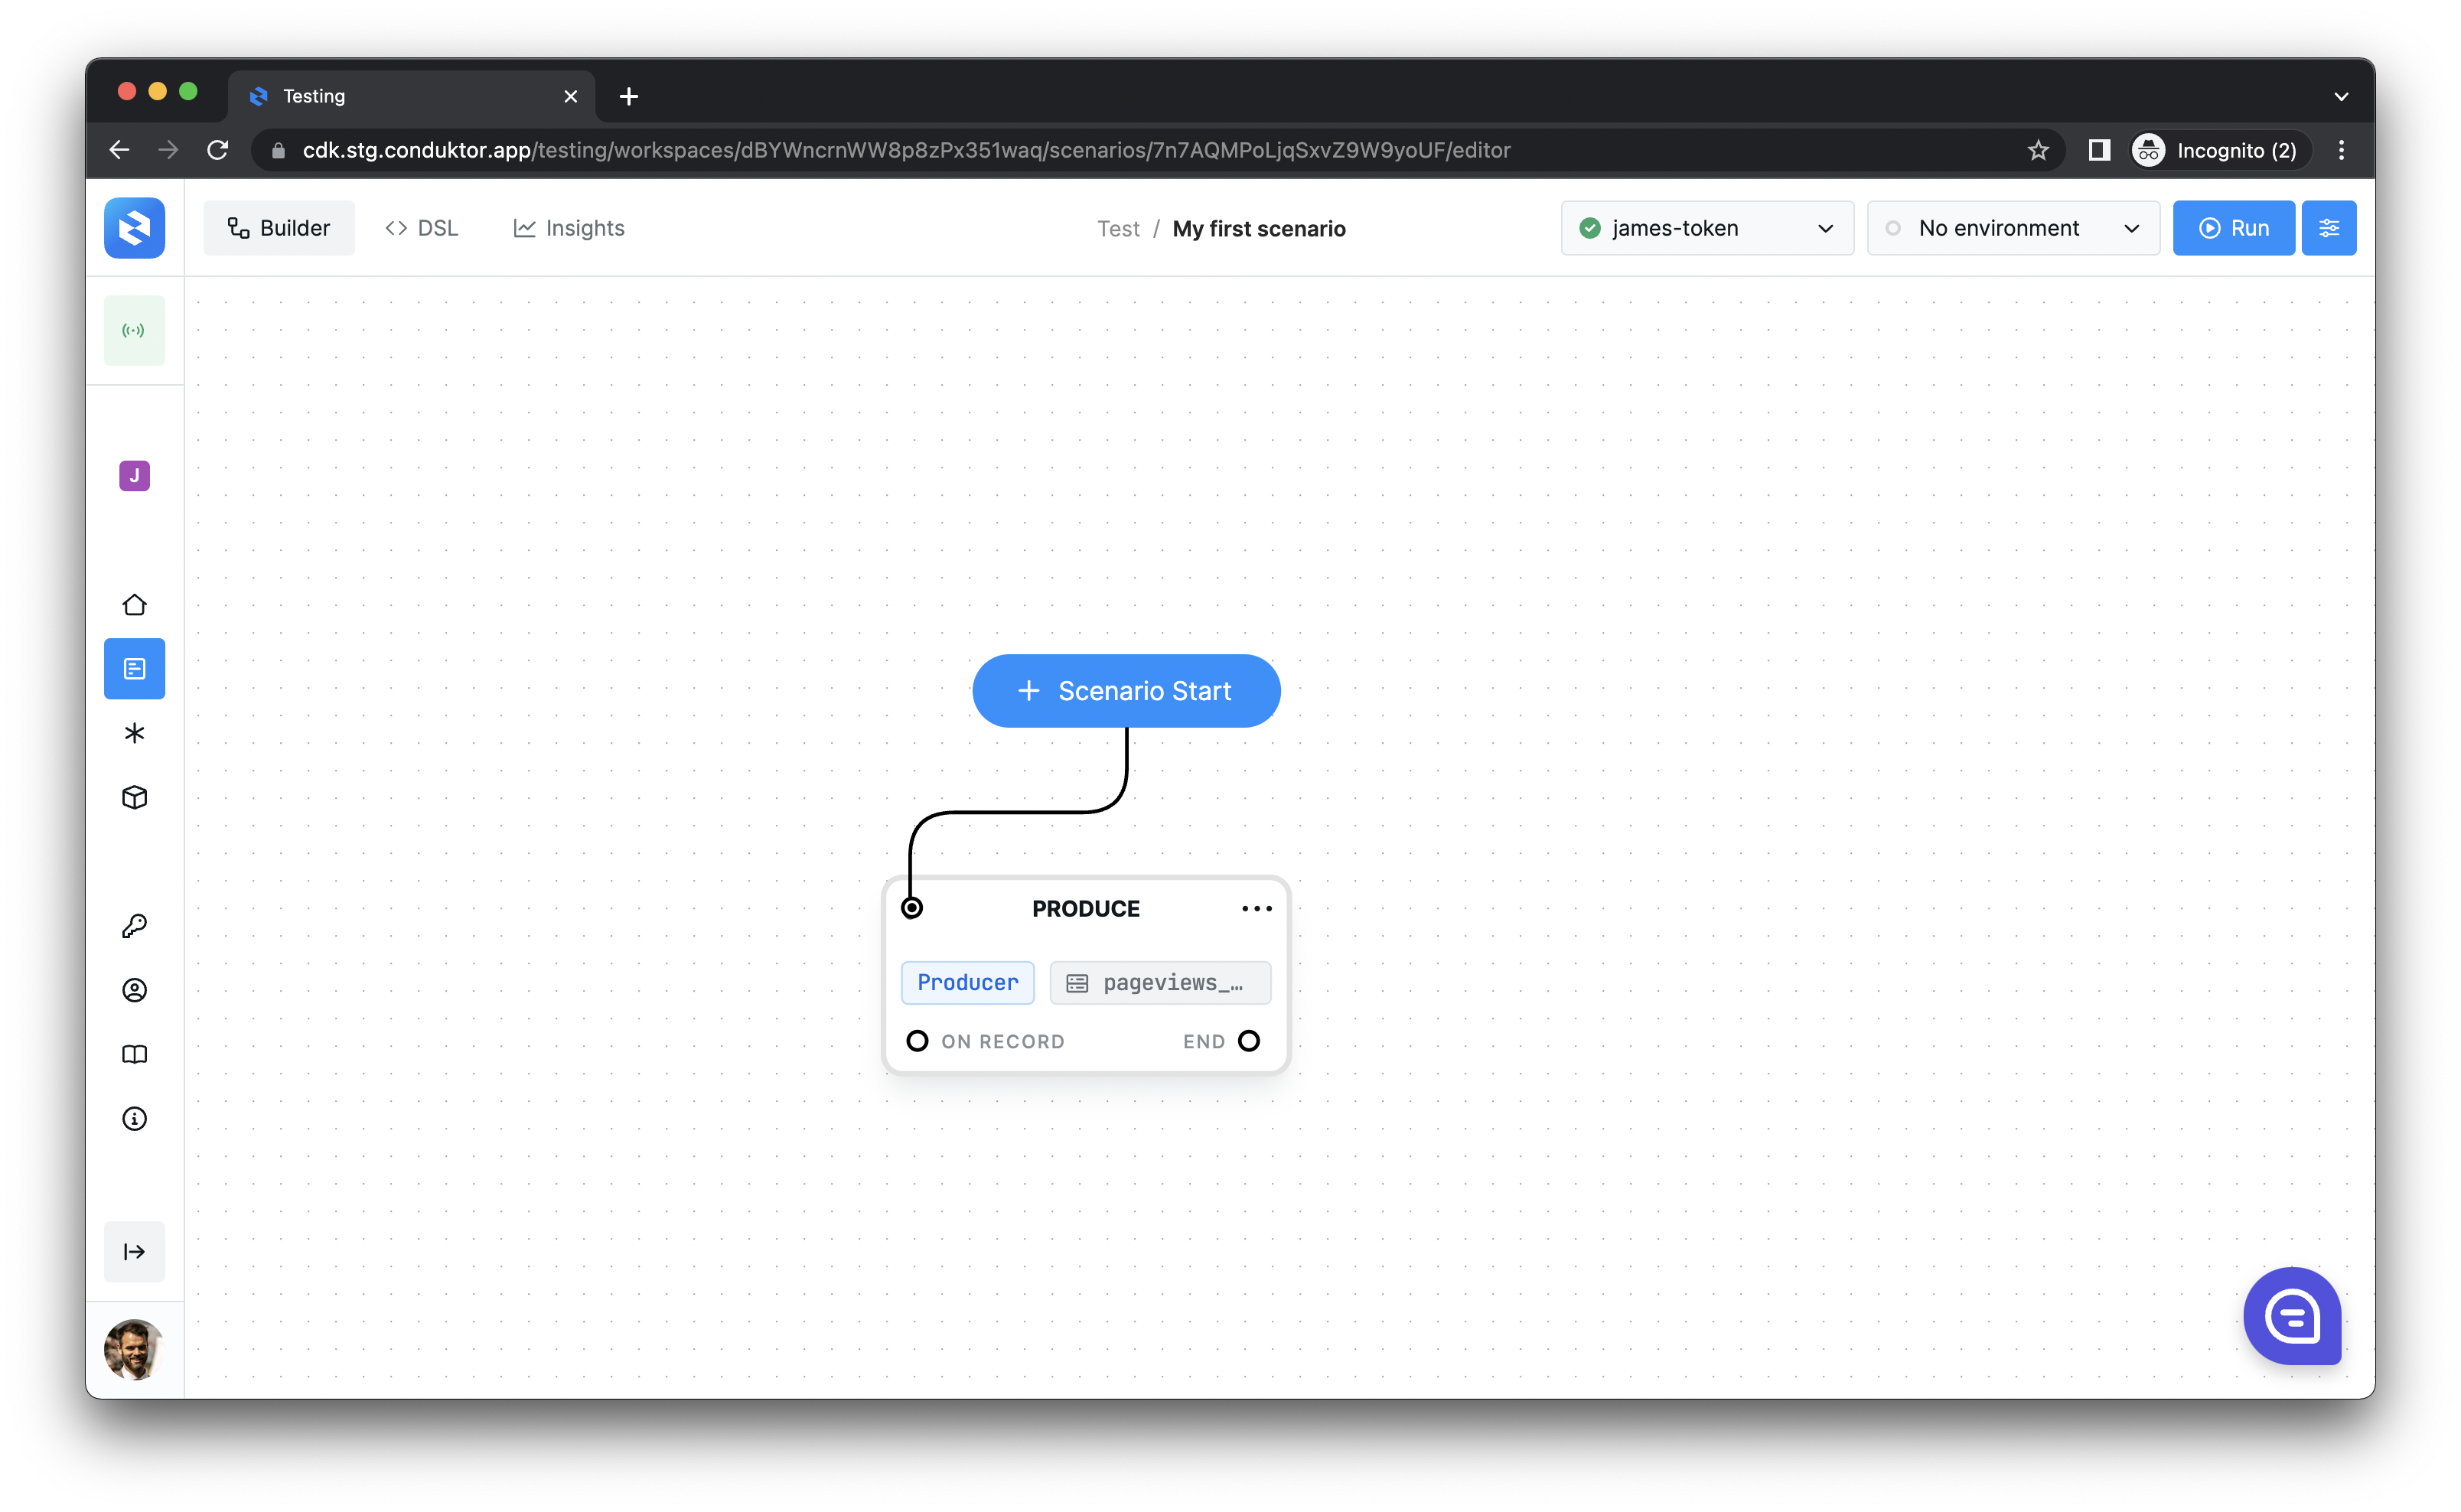 Testing
cdk.stg.conduktor.app/testing/workspaces/dBYWncrnWW8p8zPx351waq/scenarios/7n7AQMPoLjqSxvZ9W9yoUF/editor
Incognito (2)
Builder
DSL
Insights
Test / My first scenario
james-token
No environment
Run
J
Scenario Start
PRODUCE
Producer
pageviews_…
ON RECORD
END